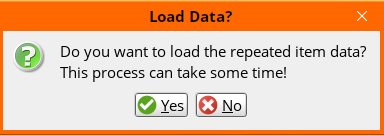 Load Data?
Do you want to load the repeated item data?
This process can take some time!
Yes No